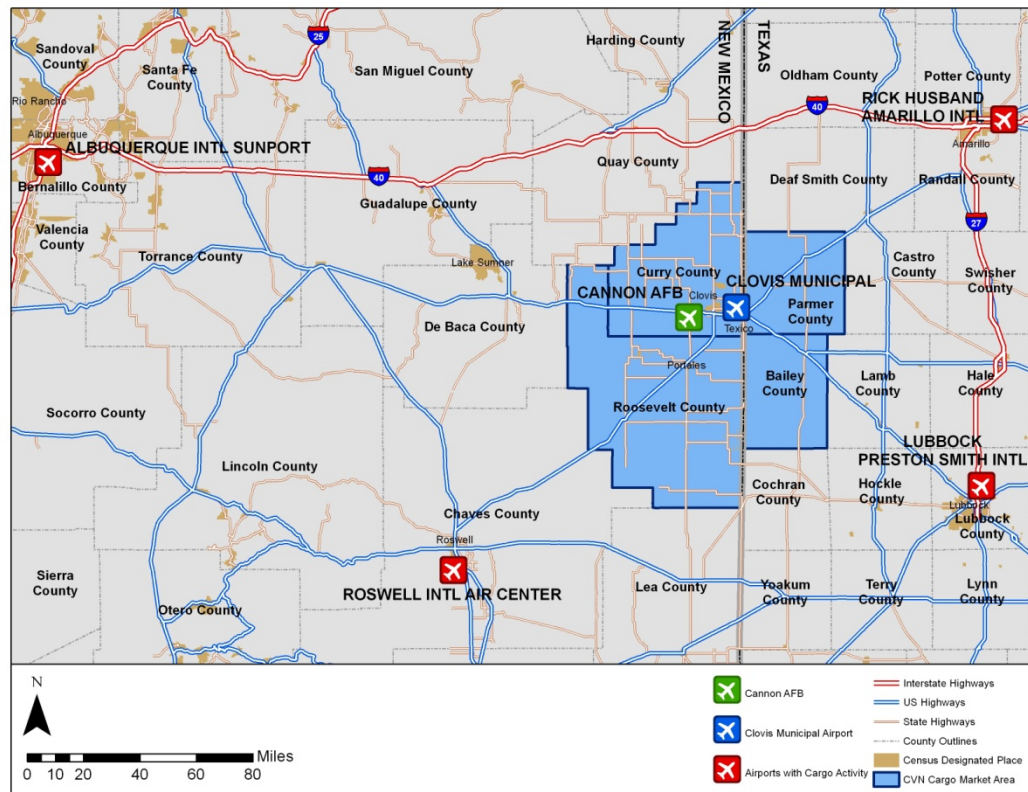 Sandoval
County
Santa Fe
County
25
San Miguel County
Harding County
NEW MEXICO
TEXAS
Oldham County
Potter County
Rio Rancho
RICK HUSBAND
AMARILLO INTL
40
Albuquerque
ALBUQUERQUE INTL SUNPORT
Amarillo
Quay County
40
Bernalillo County
Guadalupe County
Deaf Smith County
Randall County
Valencia
County
27
Torrance County
Lake Sumner
Curry County
Castro
County
Swisher
County
CANNON AFB
Clovis
CLOVIS MUNICIPAL
Parmer
County
De Baca County
Texico
Portales
Bailey
County
Lamb
County
Hale
County
Socorro County
Roosevelt County
LUBBOCK
PRESTON SMITH INTL
Lincoln County
Cochran
County
Hockle
County
Chaves County
Lubbock
Lubbock
County
Roswell
Sierra
County
ROSWELL INTL AIR CENTER
Lea County
Yoakum
County
Terry
County
Lynn
County
Otero County
N
Miles
0 10 20 40 60 80
Cannon AFB
Clovis Municipal Airport
Airports with Cargo Activity
Interstate Highways
US Highways
State Highways
County Outlines
Census Designated Place
CVN Cargo Market Area